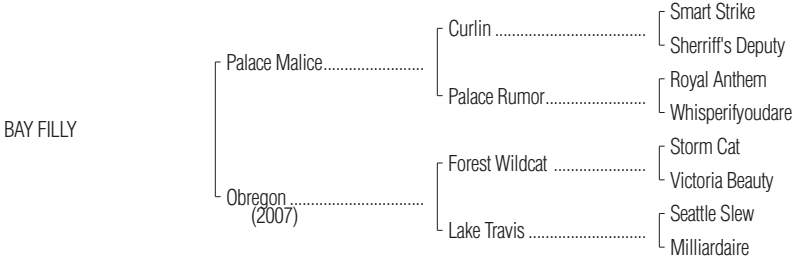 Smart Strike
Curlin ....................................
Sherriff's Deputy
Palace Malice........................
Royal Anthem
Palace Rumor........................
Whisperifyoudare
BAY FILLY
Storm Cat
Forest Wildcat ......................
Victoria Beauty
Obregon ................................
(2007)
Seattle Slew
Lake Travis ............................
Milliardaire